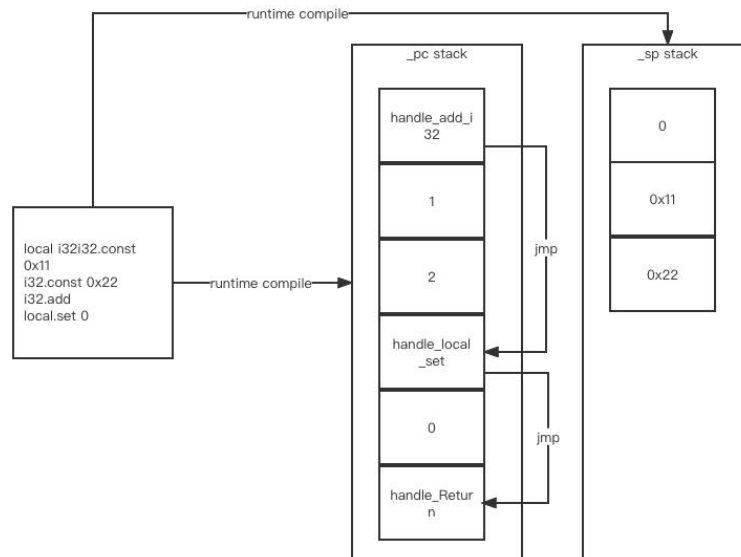 runtime compile
_pc stack
_sp stack
handle_add_i
32
1
2
handle_local
_set
0
handle_Retur
n
jmp
jmp
0
0x11
0x22
local i32i32.const
0x11
i32.const 0x22
i32.add
local.set 0
runtime compile